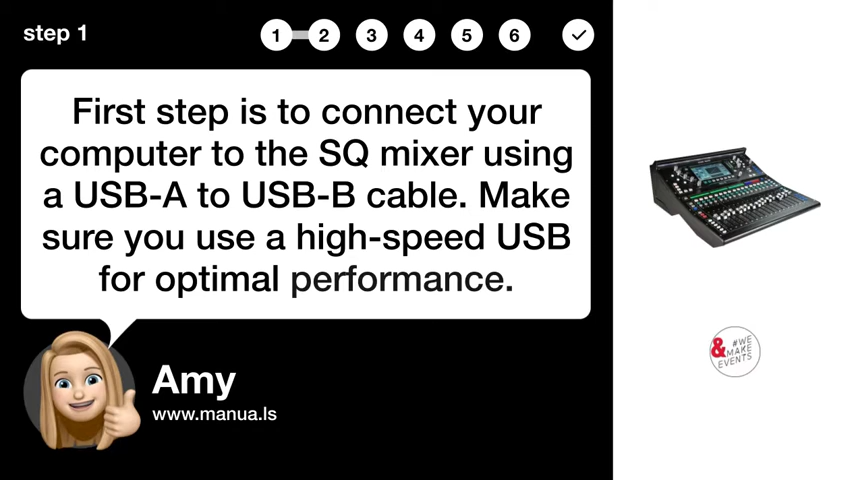 step 1
1 2 3 4 5 6
First step is to connect your
computer to the SQ mixer using
a USB-A to USB-B cable. Make
sure you use a high-speed USB
for optimal performance.
Amy
www.manua.ls
& #WE
MAKE
EVENTS